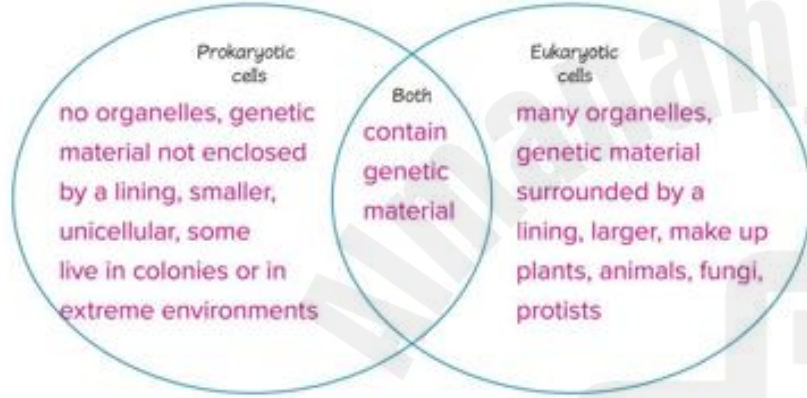 Prokaryotic
cells
no organelles, genetic
material not enclosed
by a lining, smaller,
unicellular, some
live in colonies or in
extreme environments
Both
contain
genetic
material
Eukaryotic
cells
many organelles,
genetic material
surrounded by a
lining, larger, make up
plants, animals, fungi,
protists